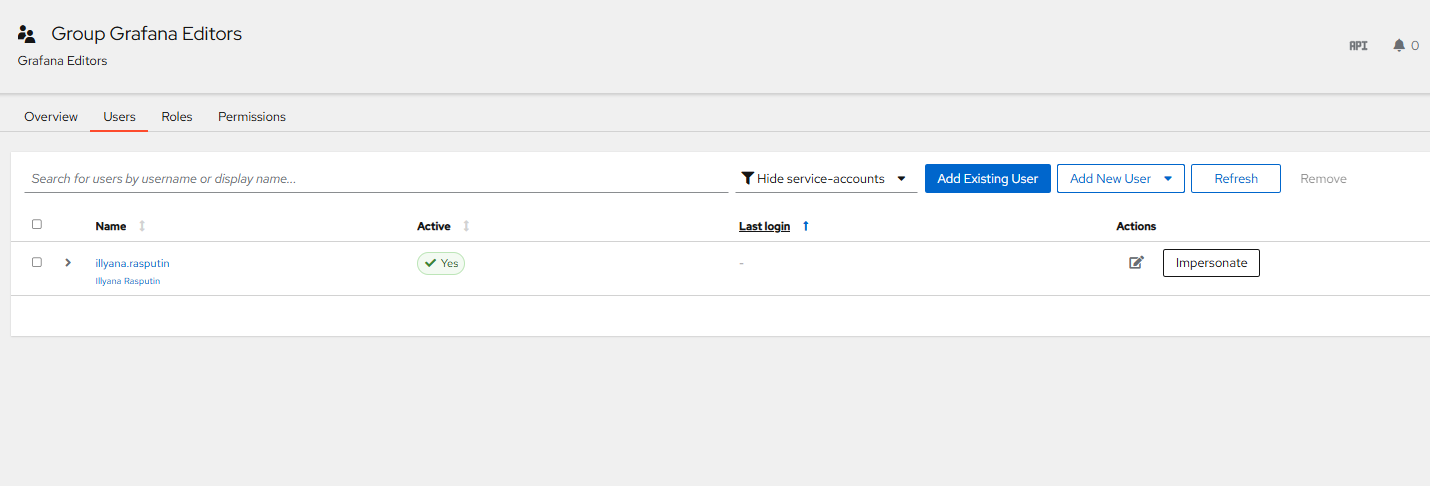 Group Grafana Editors
Grafana Editors
API 0
Overview Users Roles Permissions
Search for users by username or display name... Hide service-accounts Add Existing User Add New User Refresh Remove
Name Active Last login Actions
illyana.rasputin Yes - Impersonate
Illyana Rasputin